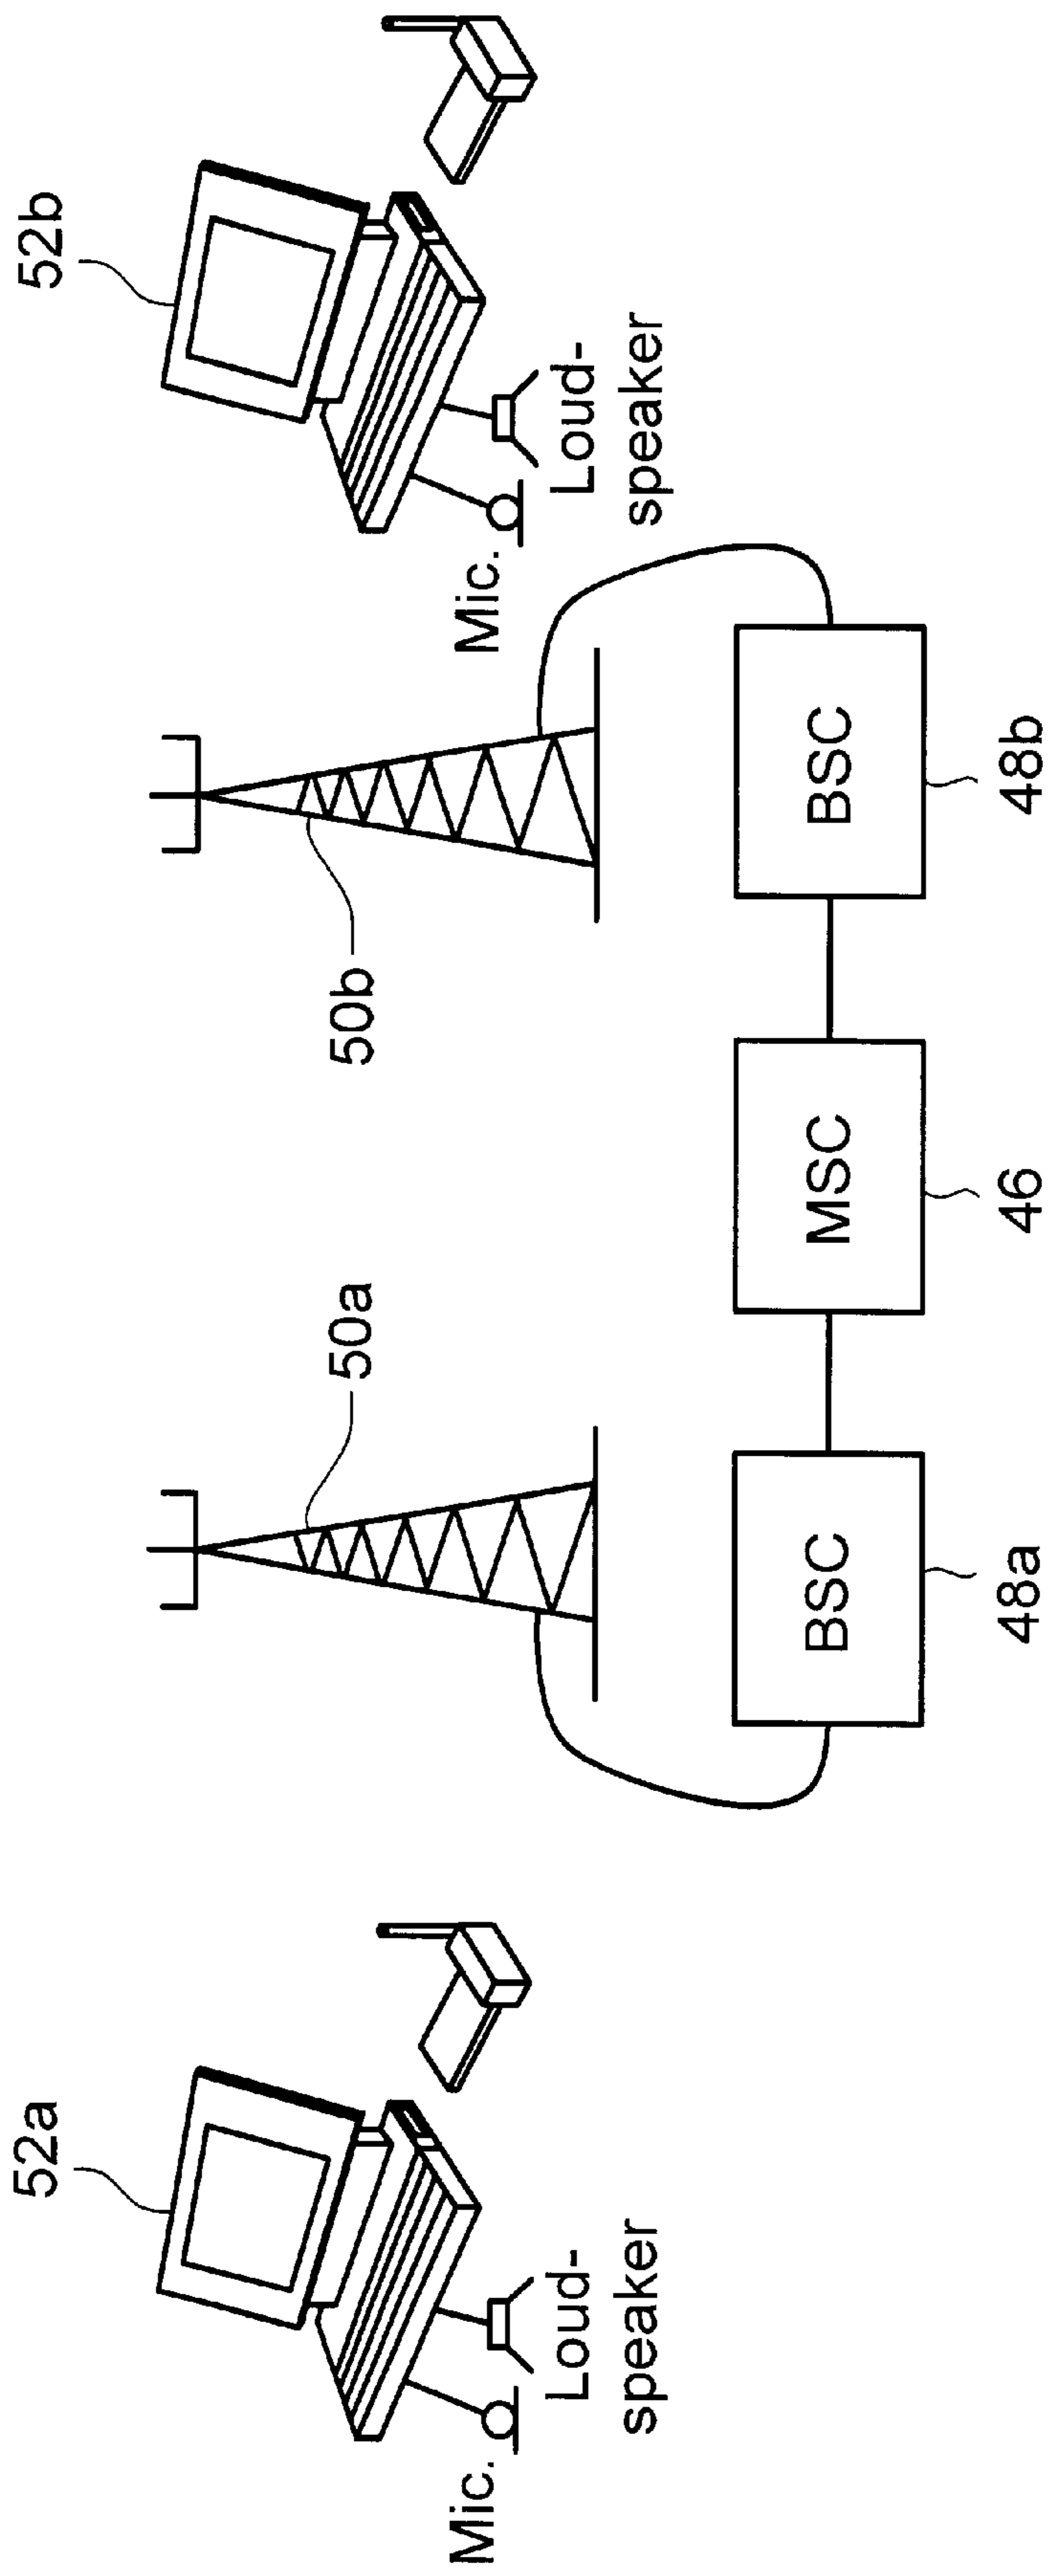 52a
Mic.
Loud-
speaker
50a
50b
52b
Mic.
Loud-
speaker
BSC
MSC
BSC
48a
46
48b